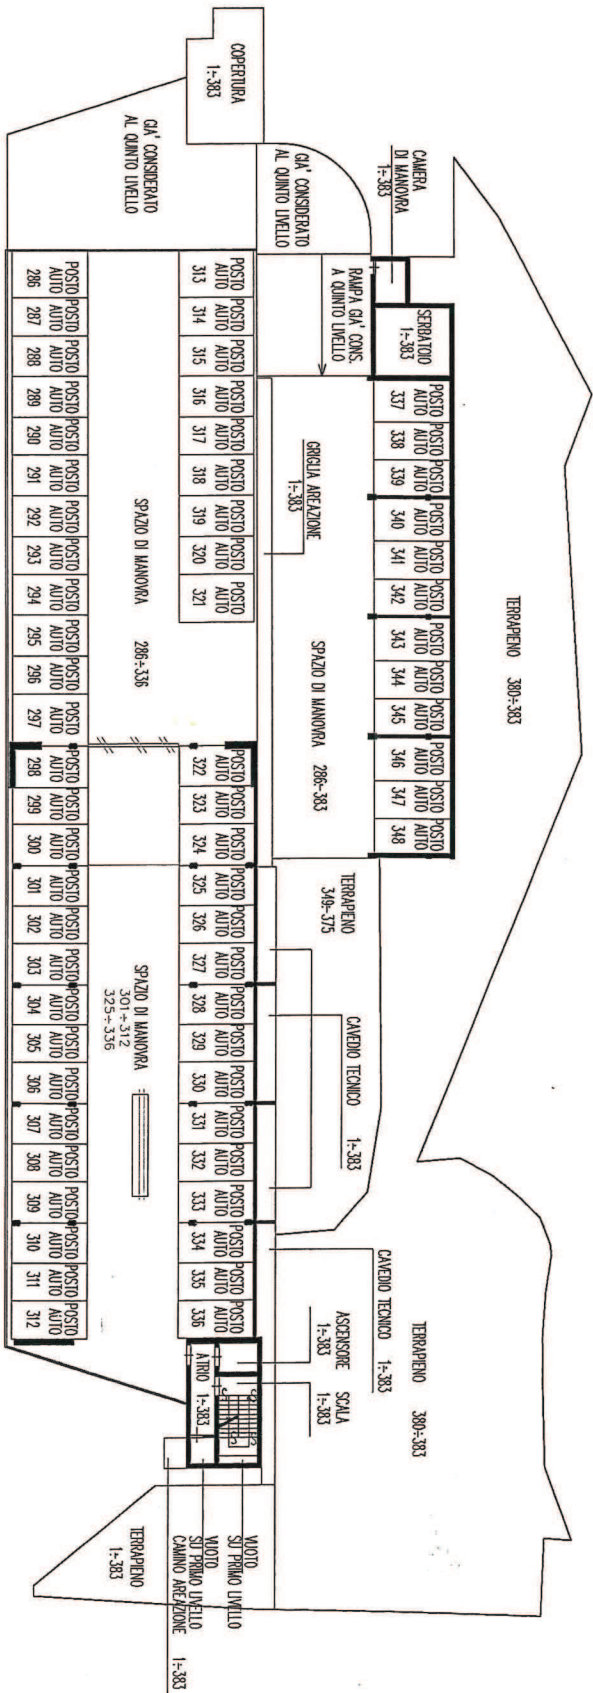 COPERTURA
1÷383
GIA' CONSIDERATO
AL QUINTO LIVELLO
GIA' CONSIDERATO
AL QUINTO LIVELLO
CAMERA
DI MANOVRA
1÷383
RAMPA GIA' CONS.
A QUINTO LIVELLO
SERBATOIO
1÷383
POSTO
AUTO
337
POSTO
AUTO
338
POSTO
AUTO
339
POSTO
AUTO
340
POSTO
AUTO
341
POSTO
AUTO
342
POSTO
AUTO
343
POSTO
AUTO
344
POSTO
AUTO
345
POSTO
AUTO
346
POSTO
AUTO
347
POSTO
AUTO
348
TERRAPIENO 380÷383
GRIGLIA AREAZIONE
1÷383
SPAZIO DI MANOVRA 286÷383
POSTO
AUTO
313
POSTO
AUTO
314
POSTO
AUTO
315
POSTO
AUTO
316
POSTO
AUTO
317
POSTO
AUTO
318
POSTO
AUTO
319
POSTO
AUTO
320
POSTO
AUTO
321
POSTO
AUTO
322
POSTO
AUTO
323
POSTO
AUTO
324
POSTO
AUTO
325
POSTO
AUTO
326
POSTO
AUTO
327
POSTO
AUTO
328
POSTO
AUTO
329
POSTO
AUTO
330
POSTO
AUTO
331
POSTO
AUTO
332
POSTO
AUTO
333
POSTO
AUTO
334
POSTO
AUTO
335
POSTO
AUTO
336
SPAZIO DI MANOVRA 286÷336
SPAZIO DI MANOVRA
301÷312
325÷336
POSTO
AUTO
286
POSTO
AUTO
287
POSTO
AUTO
288
POSTO
AUTO
289
POSTO
AUTO
290
POSTO
AUTO
291
POSTO
AUTO
292
POSTO
AUTO
293
POSTO
AUTO
294
POSTO
AUTO
295
POSTO
AUTO
296
POSTO
AUTO
297
POSTO
AUTO
298
POSTO
AUTO
299
POSTO
AUTO
300
POSTO
AUTO
301
POSTO
AUTO
302
POSTO
AUTO
303
POSTO
AUTO
304
POSTO
AUTO
305
POSTO
AUTO
306
POSTO
AUTO
307
POSTO
AUTO
308
POSTO
AUTO
309
POSTO
AUTO
310
POSTO
AUTO
311
POSTO
AUTO
312
TERRAPIENO
349÷375
CAVEDIO TECNICO 1÷383
CAVEDIO TECNICO 1÷383
TERRAPIENO 380÷383
ASCENSORE
1÷383
SCALA
1÷383
ATRIO 1÷383
VUOTO
SU PRIMO LIVELLO
VUOTO
SU PRIMO LIVELLO
CAMINO AREAZIONE 1÷383
TERRAPIENO
1÷383